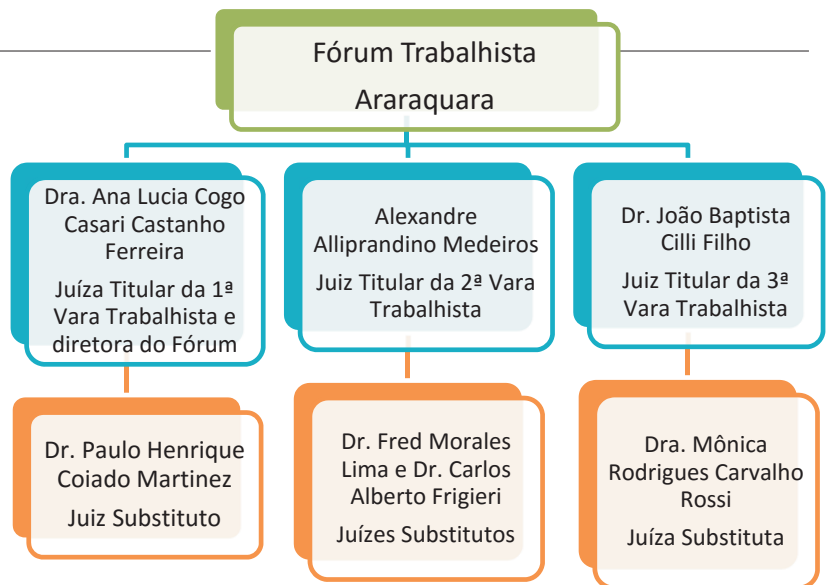 Fórum Trabalhista
Araraquara
Dra. Ana Lucia Cogo
Casari Castanho
Ferreira
Juíza Titular da 1ª
Vara Trabalhista e
diretora do Fórum
Alexandre
Alliprandino Medeiros
Juiz Titular da 2ª Vara
Trabalhista
Dr. João Baptista
Cilli Filho
Juiz Titular da 3ª
Vara Trabalhista
Dr. Paulo Henrique
Coiado Martinez
Juiz Substituto
Dr. Fred Morales
Lima e Dr. Carlos
Alberto Frigieri
Juízes Substitutos
Dra. Mônica
Rodrigues Carvalho
Rossi
Juíza Substituta